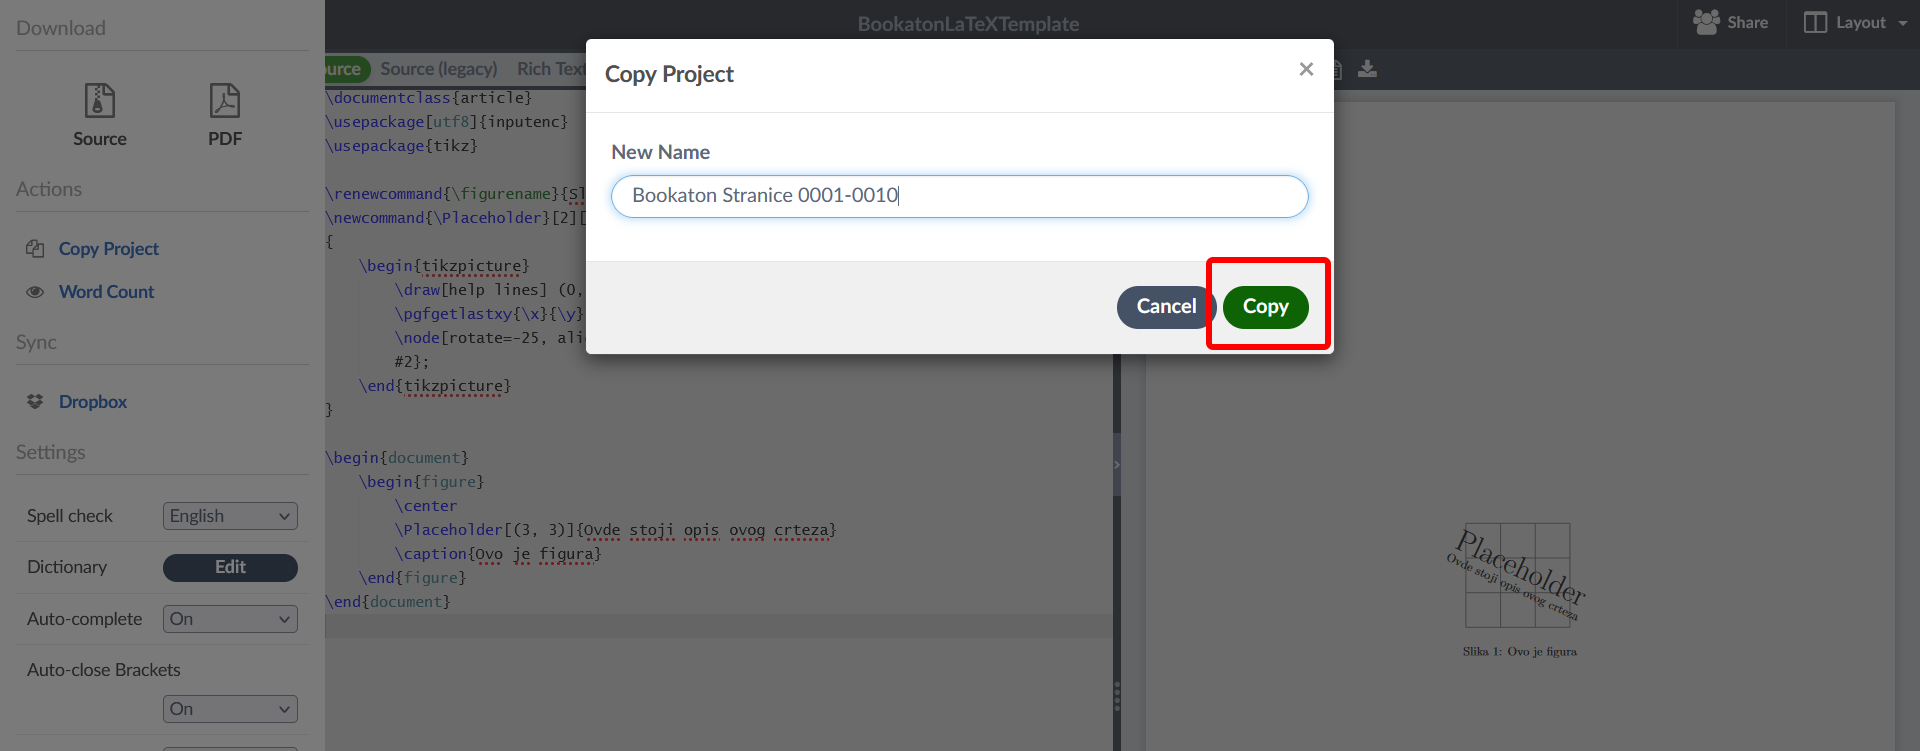 Download
Source
PDF
Actions
Copy Project
Word Count
Sync
Dropbox
Settings
Spell check
English
Dictionary
Edit
Auto-complete
On
Auto-close Brackets
On
BookatonLaTeXTemplate
Share
Layout
Source (legacy)
Rich Text
\documentclass{article}
\usepackage[utf8]{inputenc}
\usepackage{tikz}
\renewcommand{\figurename}{Sl
\newcommand{\Placeholder}[2][
{
\begin{tikzpicture}
\draw[help lines] (0,
\pgfgetlastxy{\x}{\y}
\node[rotate=-25, ali
#2};
\end{tikzpicture}
}
\begin{document}
\begin{figure}
\center
\Placeholder[(3, 3)]{Ovde stoji opis ovog crteza}
\caption{Ovo je figura}
\end{figure}
\end{document}
Copy Project
×
New Name
Bookaton Stranice 0001-0010
Cancel
Copy
Placeholder
Ovde stoji opis ovog crteza
Slika 1: Ovo je figura